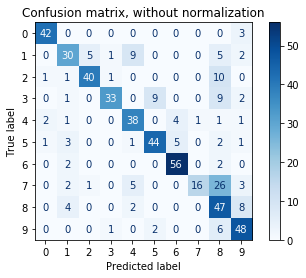 Confusion matrix, without normalization
True label
0 42 0 0 0 0 0 0 0 0 3
1 0 30 5 1 9 0 0 0 5 2
2 1 1 40 1 0 0 0 0 10 0
3 0 1 0 33 0 9 0 0 9 2
4 2 1 0 0 38 0 4 1 1 1
5 1 3 0 0 1 44 5 0 2 1
6 0 2 0 0 0 0 56 0 0 0
7 0 2 1 0 5 0 0 16 26 3
8 0 4 0 0 2 0 0 0 47 8
9 0 0 0 1 0 2 0 0 6 48
0 1 2 3 4 5 6 7 8 9
Predicted label
50
40
30
20
10
0